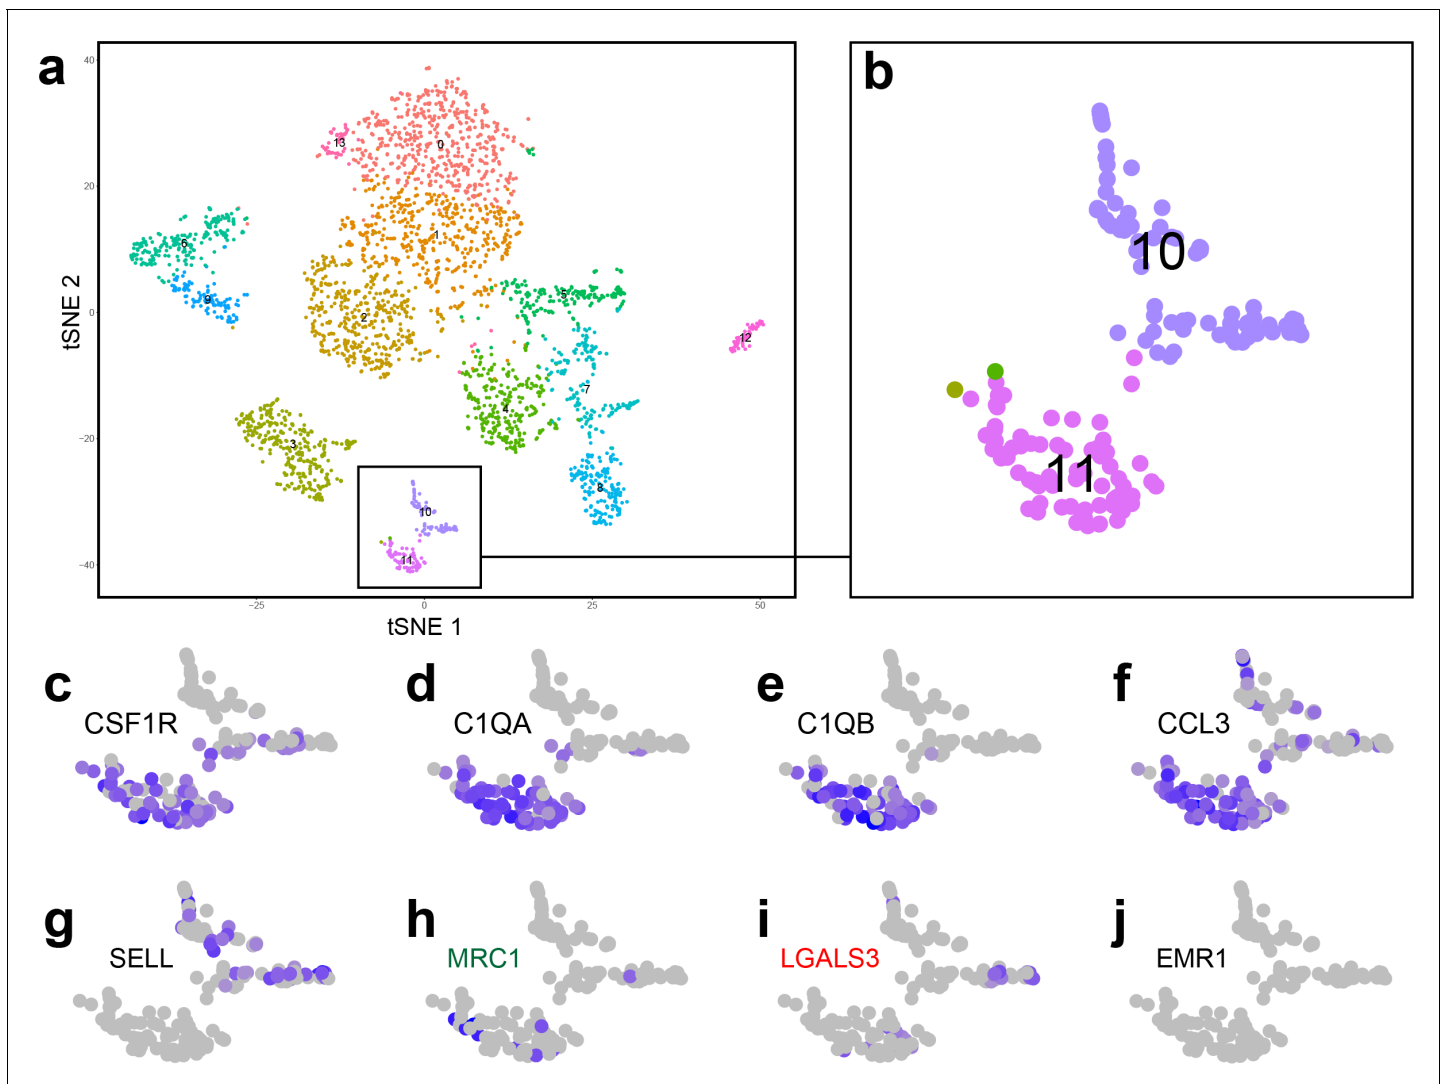 a
b
40
20
0
−20
−40
tSNE 2
−25
0
25
50
tSNE 1
13
0
6
1
9
5
2
12
7
4
3
8
10
11
10
11
c
CSF1R
d
C1QA
e
C1QB
f
CCL3
g
SELL
h
MRC1
i
LGALS3
j
EMR1